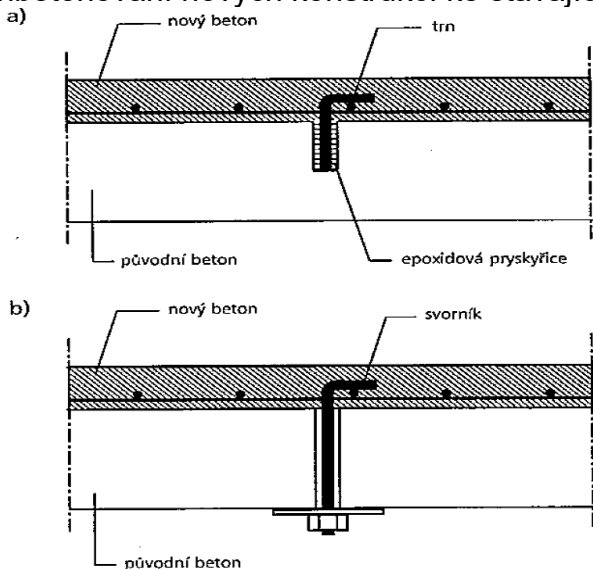 a)
nový beton
trn
původní beton
epoxidová pryskyřice
b)
nový beton
svorník
původní beton